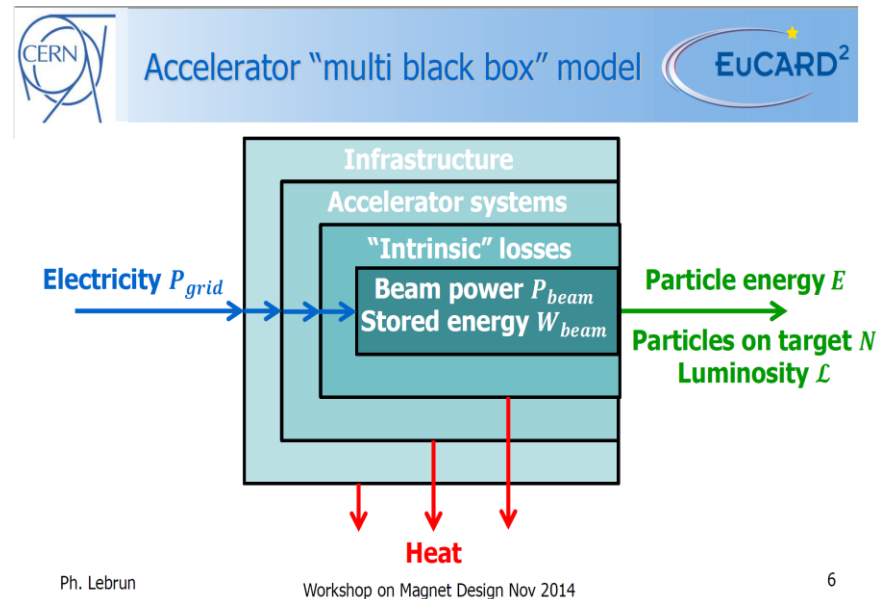 CERN
Accelerator “multi black box” model
EuCARD²
Infrastructure
Accelerator systems
“Intrinsic” losses
Electricity P_grid
Beam power P_beam
Stored energy W_beam
Particle energy E
Particles on target N
Luminosity ℒ
Heat
Ph. Lebrun
Workshop on Magnet Design Nov 2014
6